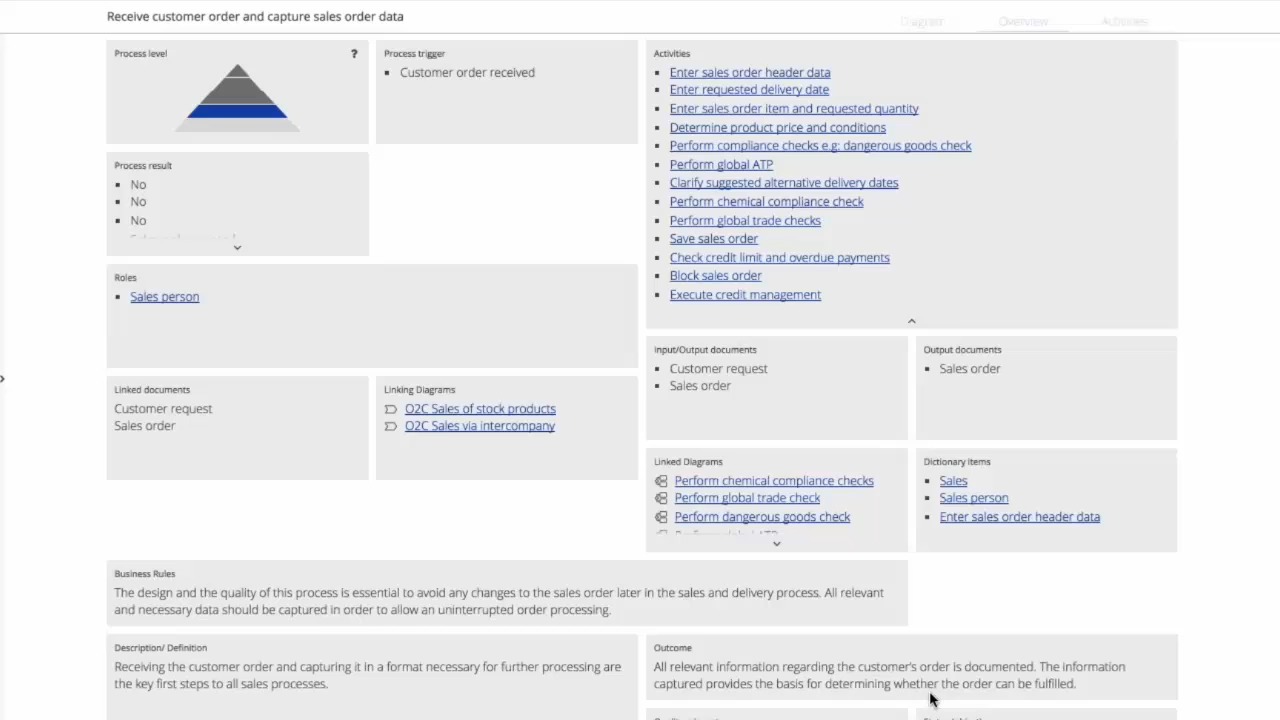 Receive customer order and capture sales order data
Diagram
Overview
Activities
Process level
?
Process trigger
Customer order received
Activities
Enter sales order header data
Enter requested delivery date
Enter sales order item and requested quantity
Determine product price and conditions
Perform compliance checks e.g: dangerous goods check
Perform global ATP
Clarify suggested alternative delivery dates
Perform chemical compliance check
Perform global trade checks
Save sales order
Check credit limit and overdue payments
Block sales order
Execute credit management
Process result
No
No
No
Roles
Sales person
Input/Output documents
Customer request
Sales order
Output documents
Sales order
Linked documents
Customer request
Sales order
Linking Diagrams
O2C Sales of stock products
O2C Sales via intercompany
Linked Diagrams
Perform chemical compliance checks
Perform global trade check
Perform dangerous goods check
Perform global ATP
Dictionary Items
Sales
Sales person
Enter sales order header data
Business Rules
The design and the quality of this process is essential to avoid any changes to the sales order later in the sales and delivery process. All relevant
and necessary data should be captured in order to allow an uninterrupted order processing.
Description/ Definition
Receiving the customer order and capturing it in a format necessary for further processing are
the key first steps to all sales processes.
Outcome
All relevant information regarding the customer's order is documented. The information
captured provides the basis for determining whether the order can be fulfilled.